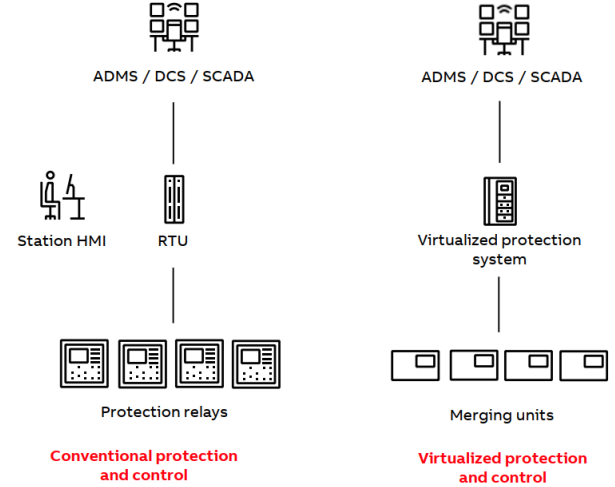 ADMS / DCS / SCADA
Station HMI
RTU
Protection relays
Conventional protection
and control
ADMS / DCS / SCADA
Virtualized protection
system
Merging units
Virtualized protection
and control